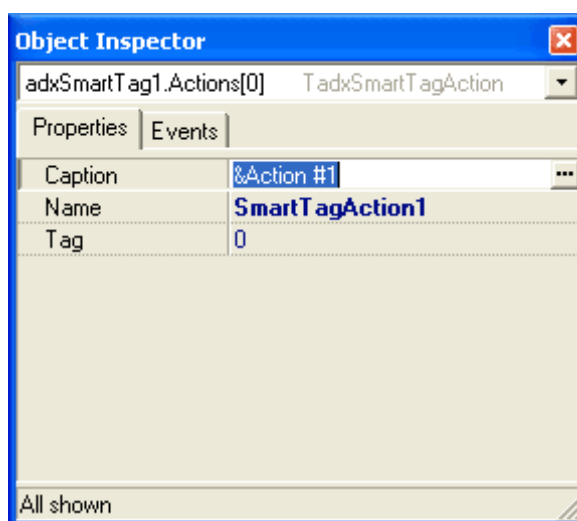 Object Inspector
adxSmartTag1.Actions[0] TadxSmartTagAction
Properties Events
Caption &Action #1 ...
Name SmartTagAction1
Tag 0
All shown